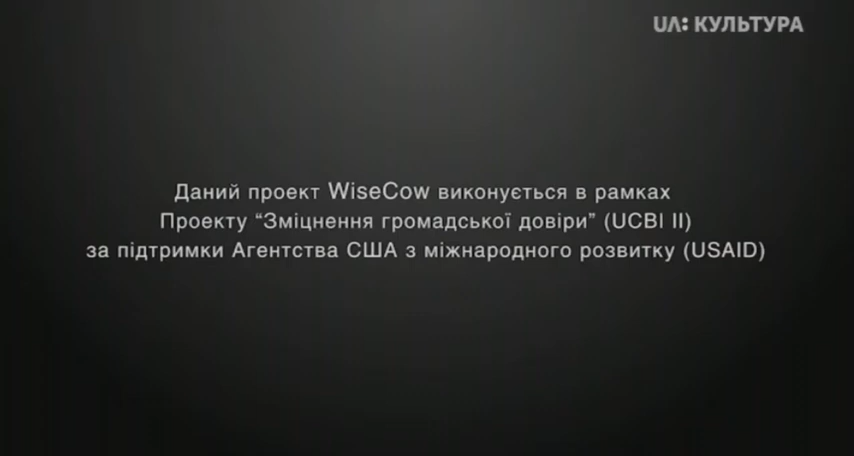 UA: КУЛЬТУРА
Даний проект WiseCow виконується в рамках
Проекту “Зміцнення громадської довіри” (UCBI II)
за підтримки Агентства США з міжнародного розвитку (USAID)